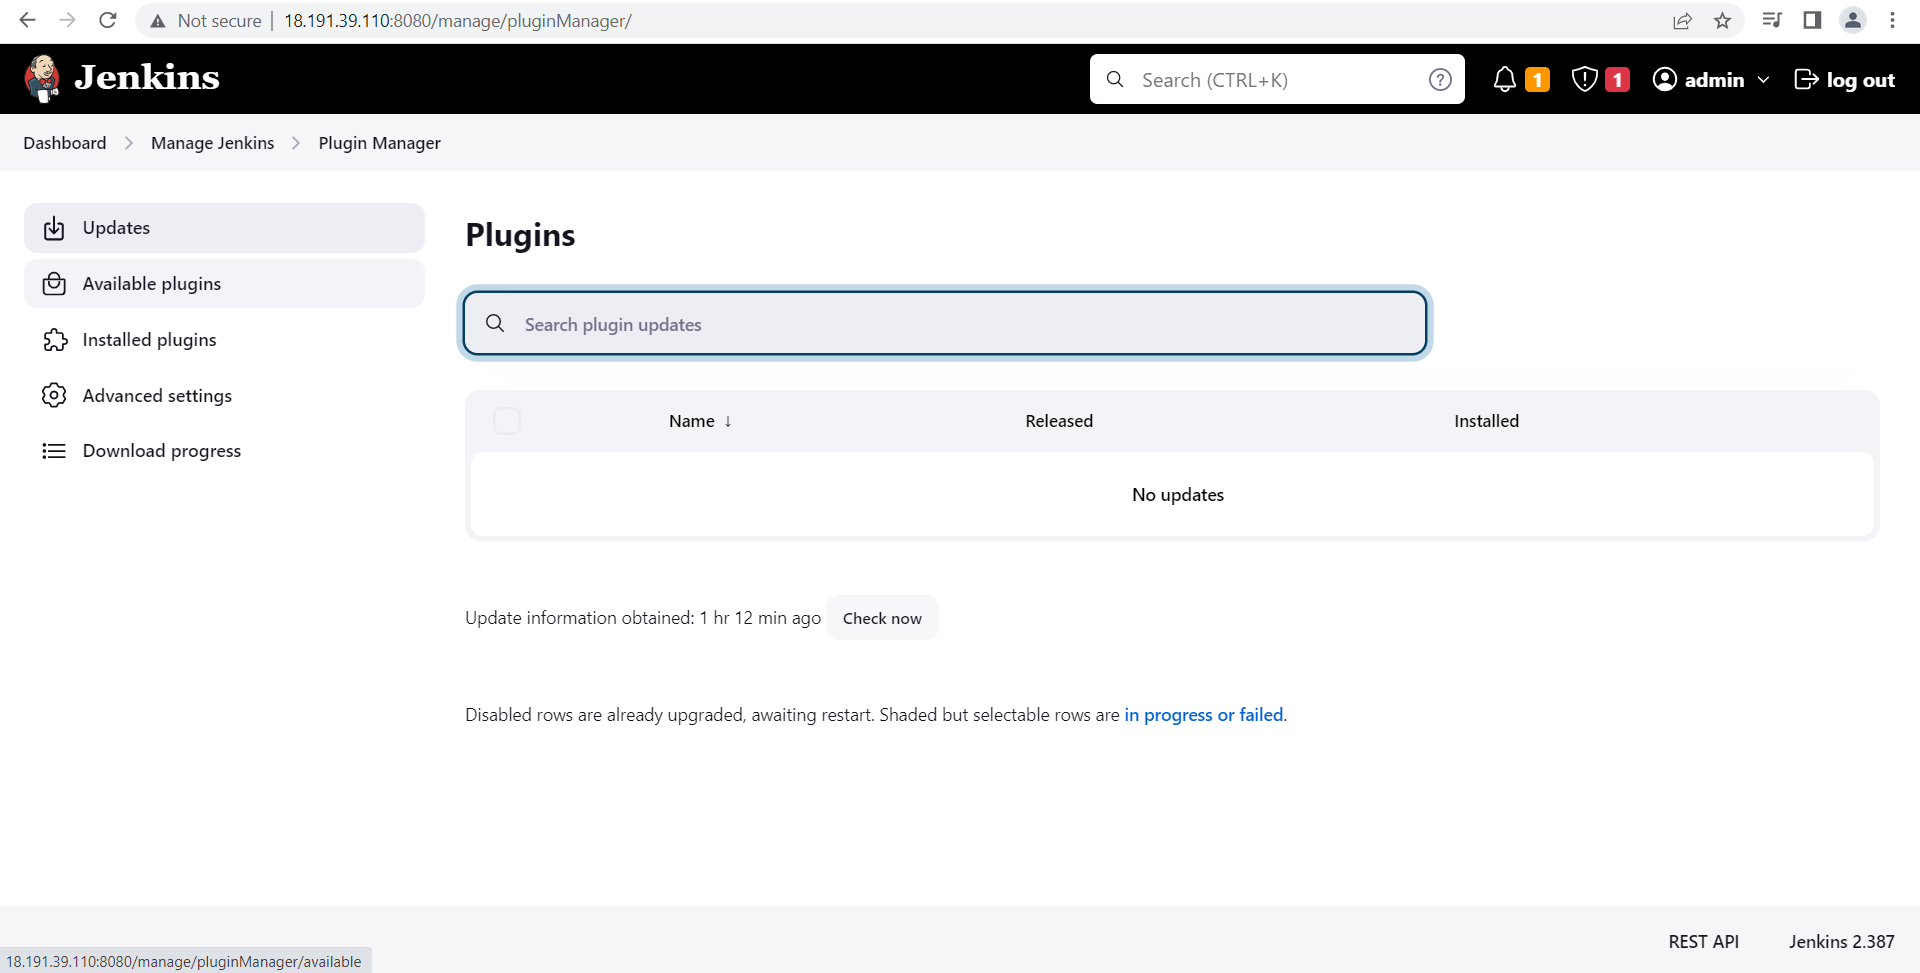 Not secure | 18.191.39.110:8080/manage/pluginManager/
Jenkins
Search (CTRL+K)
?
1
1
admin
log out
Dashboard > Manage Jenkins > Plugin Manager
Updates
Available plugins
Installed plugins
Advanced settings
Download progress
Plugins
Search plugin updates
Name ↓ Released Installed
No updates
Update information obtained: 1 hr 12 min ago Check now
Disabled rows are already upgraded, awaiting restart. Shaded but selectable rows are in progress or failed.
REST API Jenkins 2.387
18.191.39.110:8080/manage/pluginManager/available